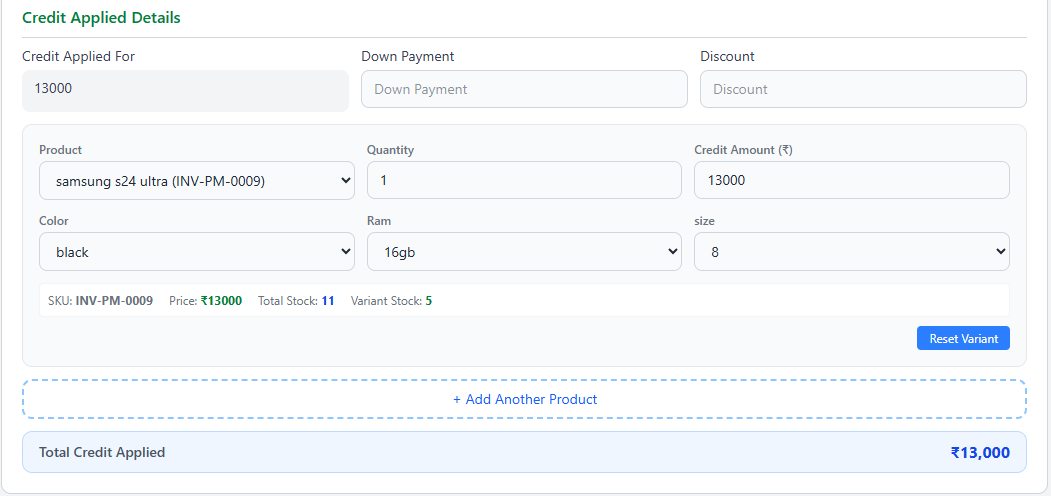 Credit Applied Details
Credit Applied For Down Payment Discount
13000 Down Payment Discount
Product Quantity Credit Amount (₹)
samsung s24 ultra (INV-PM-0009) 1 13000
Color Ram size
black 16gb 8
SKU: INV-PM-0009 Price: ₹13000 Total Stock: 11 Variant Stock: 5
Reset Variant
+ Add Another Product
Total Credit Applied ₹13,000